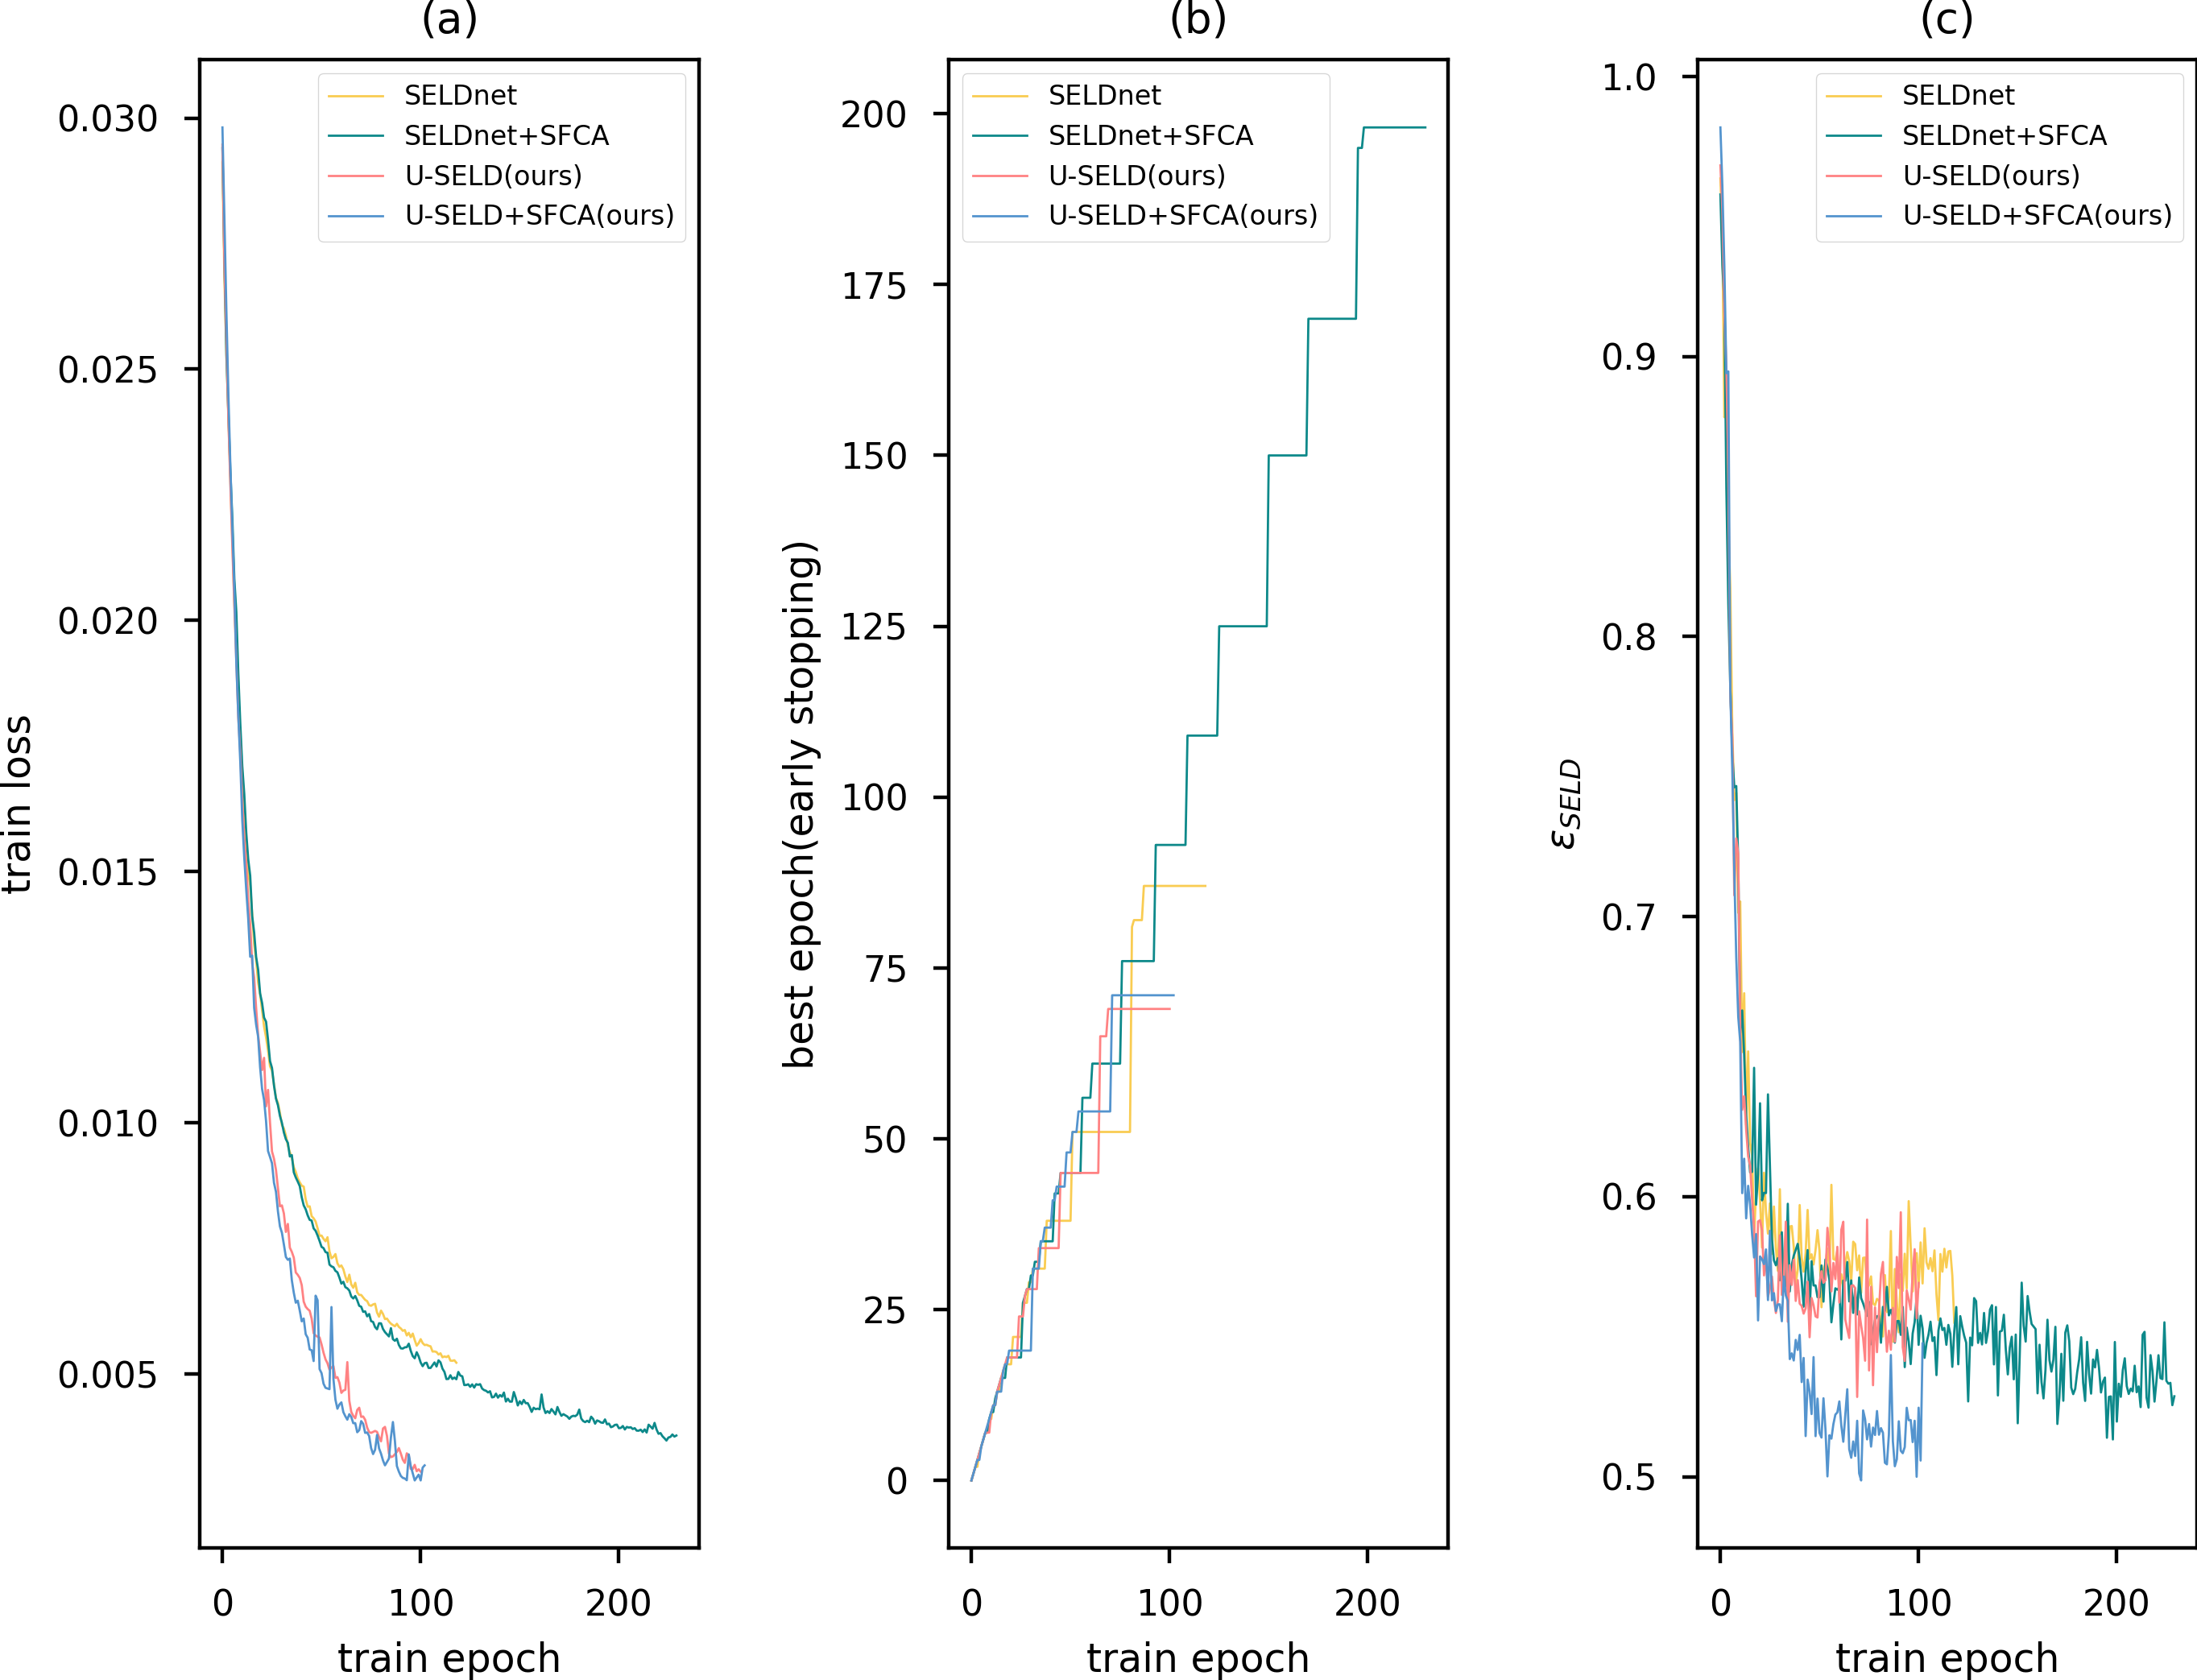 (a)
SELDnet
SELDnet+SFCA
U-SELD(ours)
U-SELD+SFCA(ours)
0.030
0.025
0.020
0.015
0.010
0.005
train loss
0
100
200
train epoch
(b)
SELDnet
SELDnet+SFCA
U-SELD(ours)
U-SELD+SFCA(ours)
200
175
150
125
100
75
50
25
0
best epoch(early stopping)
0
100
200
train epoch
(c)
SELDnet
SELDnet+SFCA
U-SELD(ours)
U-SELD+SFCA(ours)
1.0
0.9
0.8
0.7
0.6
0.5
εSELD
0
100
200
train epoch